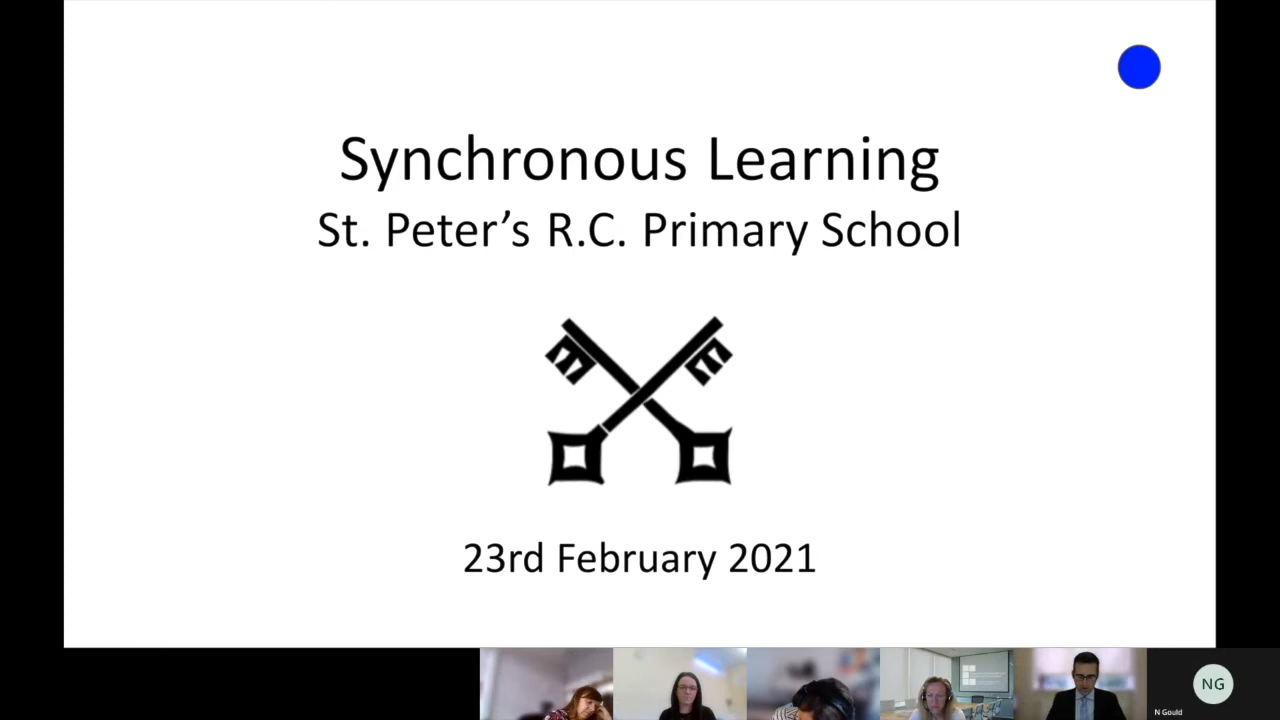 Synchronous Learning
St. Peter’s R.C. Primary School
23rd February 2021
NG
N Gould